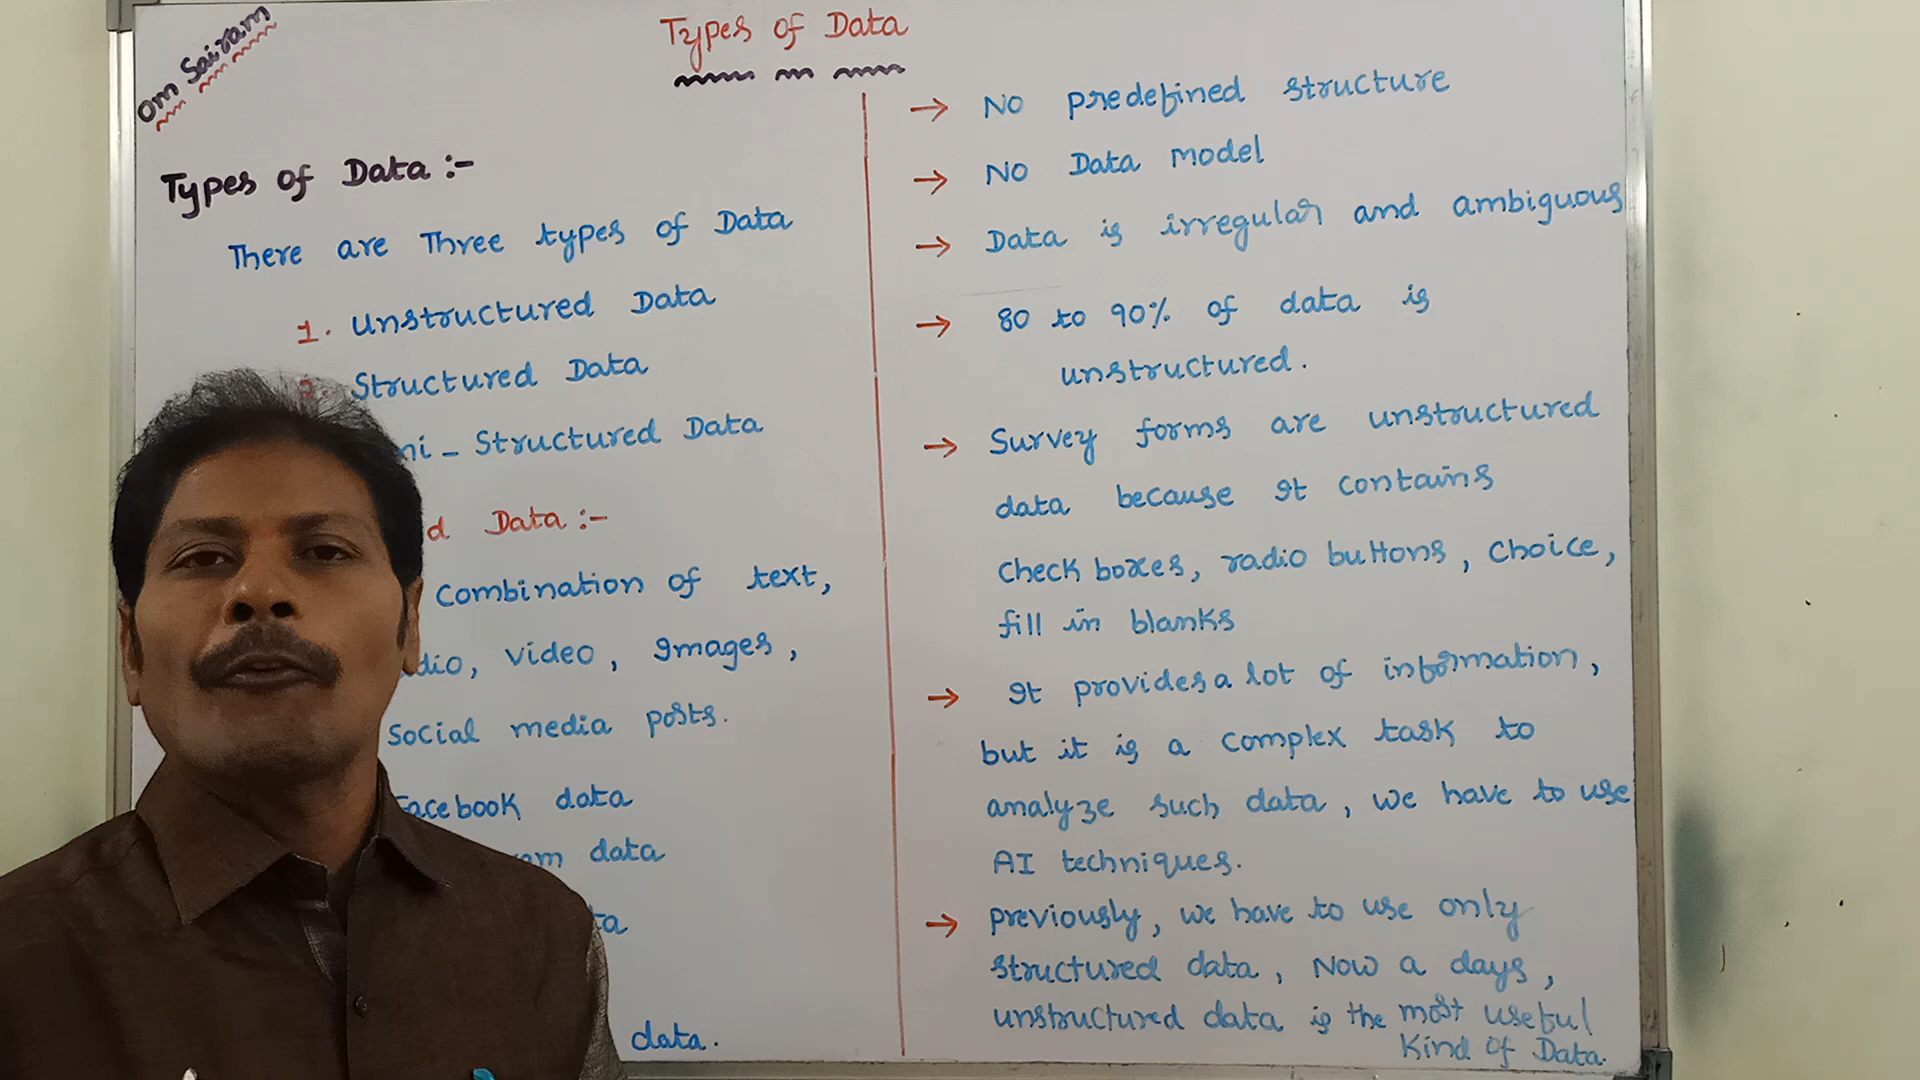 Om Sairam
Types of Data
Types of Data :-
There are Three types of Data
1. Unstructured Data
2. Structured Data
- Structured Data
Data :-
Combination of text,
Video, Images,
Social media posts.
Facebook data
data
data.
→ No predefined structure
→ No Data model
→ Data is irregular and ambiguous
→ 80 to 90% of data is
unstructured.
→ Survey forms are unstructured
data because It contains
Check boxes, radio buttons, Choice,
fill in blanks
→ It provides a lot of information,
but it is a complex task to
analyze such data, we have to use
AI techniques.
→ previously, we have to use only
structured data, Now a days,
unstructured data is the most useful
Kind of Data.